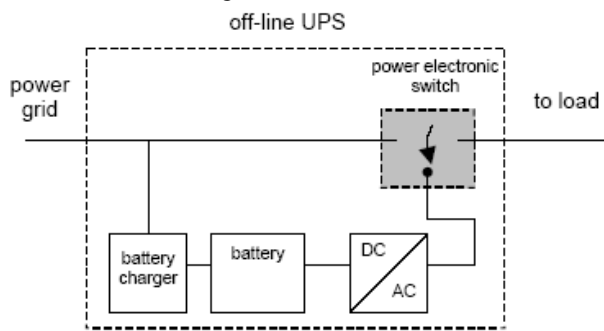 off-line UPS
power electronic
switch
power
grid
to load
battery
charger
battery
DC
AC